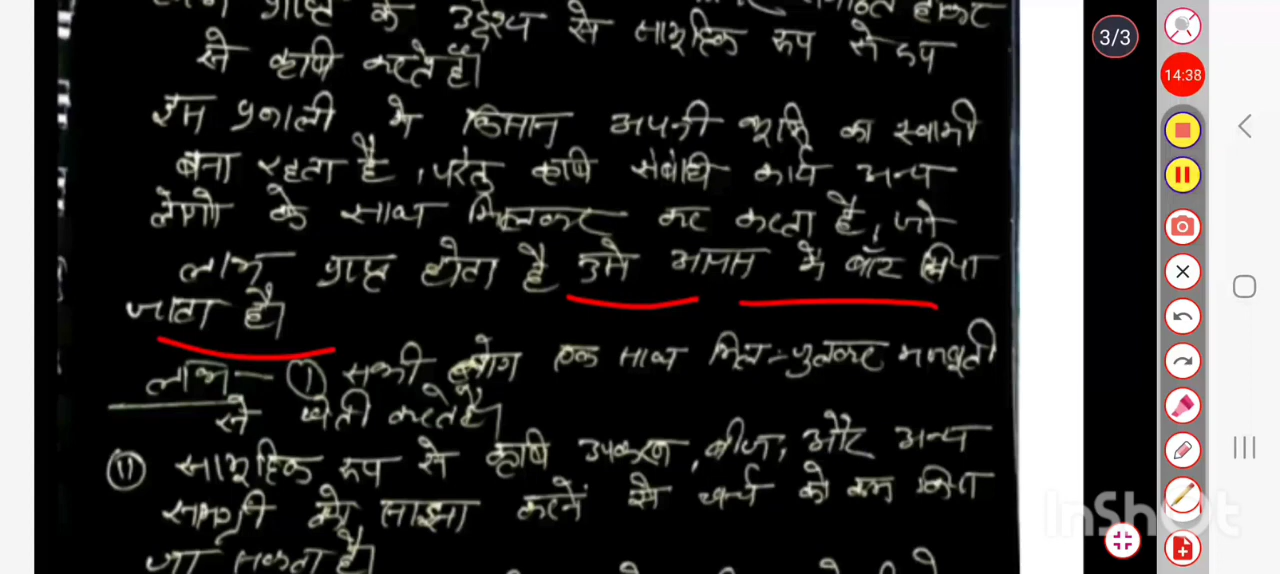 के उद्देश्य से सामूहिक रूप से रूप
से कृषि करते है।
इस प्रणाली मे किसान अपनी भूमि का स्वामी
बना रहता है, परंतु कृषि संबंधि कार्य अन्य
लोगो के साथ मिलकर कर करता है, जो
लाभ प्राप्त होता है उसे आपस मे बाँट लिया
जाता है।
लाभ - (i) सभी लोग एक साथ मिल-जुलकर मजबूती
से खेती करते है।
(ii) सामूहिक रूप से कृषि उपकरण, बीज, और अन्य
सामग्री को साझा करने से खर्च को कम किया
जा सकता है।
3/3
14:38
InShot